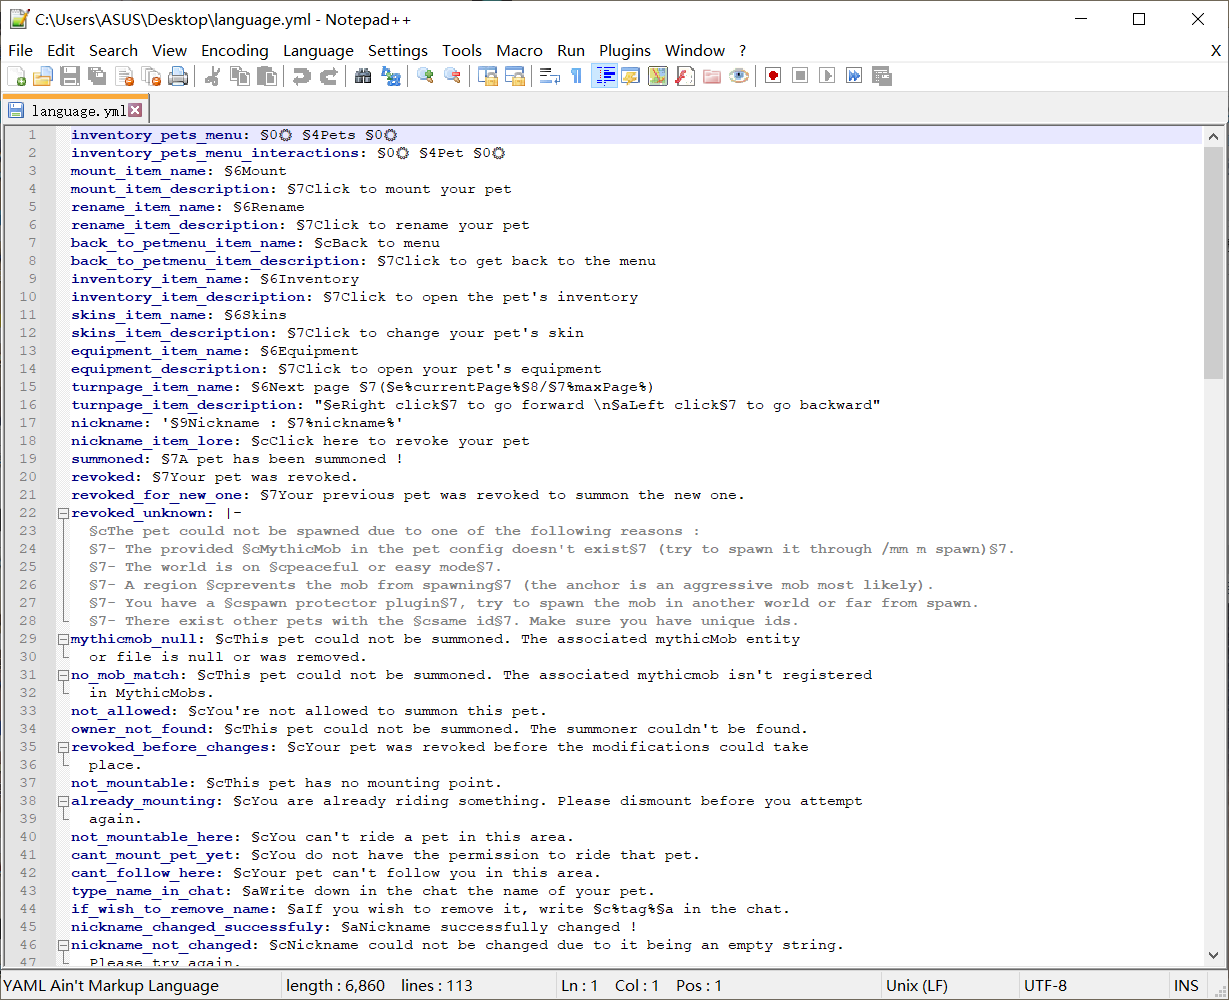 C:\Users\ASUS\Desktop\language.yml - Notepad++
File Edit Search View Encoding Language Settings Tools Macro Run Plugins Window ? X
language.yml
1 inventory_pets_menu: §0۞ §4Pets §0۞
2 inventory_pets_menu_interactions: §0۞ §4Pet §0۞
3 mount_item_name: §6Mount
4 mount_item_description: §7Click to mount your pet
5 rename_item_name: §6Rename
6 rename_item_description: §7Click to rename your pet
7 back_to_petmenu_item_name: §cBack to menu
8 back_to_petmenu_item_description: §7Click to get back to the menu
9 inventory_item_name: §6Inventory
10 inventory_item_description: §7Click to open the pet's inventory
11 skins_item_name: §6Skins
12 skins_item_description: §7Click to change your pet's skin
13 equipment_item_name: §6Equipment
14 equipment_description: §7Click to open your pet's equipment
15 turnpage_item_name: §6Next page §7(§e%currentPage%§8/§7%maxPage%)
16 turnpage_item_description: "§eRight click§7 to go forward \n§aLeft click§7 to go backward"
17 nickname: '§9Nickname : §7%nickname%'
18 nickname_item_lore: §cClick here to revoke your pet
19 summoned: §7A pet has been summoned !
20 revoked: §7Your pet was revoked.
21 revoked_for_new_one: §7Your previous pet was revoked to summon the new one.
22 revoked_unknown: |-
23 §cThe pet could not be spawned due to one of the following reasons :
24 §7- The provided §cMythicMob in the pet config doesn't exist§7 (try to spawn it through /mm m spawn)§7.
25 §7- The world is on §cpeaceful or easy mode§7.
26 §7- A region §cprevents the mob from spawning§7 (the anchor is an aggressive mob most likely).
27 §7- You have a §cspawn protector plugin§7, try to spawn the mob in another world or far from spawn.
28 §7- There exist other pets with the §csame id§7. Make sure you have unique ids.
29 mythicmob_null: §cThis pet could not be summoned. The associated mythicMob entity
30 or file is null or was removed.
31 no_mob_match: §cThis pet could not be summoned. The associated mythicmob isn't registered
32 in MythicMobs.
33 not_allowed: §cYou're not allowed to summon this pet.
34 owner_not_found: §cThis pet could not be summoned. The summoner couldn't be found.
35 revoked_before_changes: §cYour pet was revoked before the modifications could take
36 place.
37 not_mountable: §cThis pet has no mounting point.
38 already_mounting: §cYou are already riding something. Please dismount before you attempt
39 again.
40 not_mountable_here: §cYou can't ride a pet in this area.
41 cant_mount_pet_yet: §cYou do not have the permission to ride that pet.
42 cant_follow_here: §cYour pet can't follow you in this area.
43 type_name_in_chat: §aWrite down in the chat the name of your pet.
44 if_wish_to_remove_name: §aIf you wish to remove it, write §c%tag%§a in the chat.
45 nickname_changed_successfuly: §aNickname successfully changed !
46 nickname_not_changed: §cNickname could not be changed due to it being an empty string.
47 Please try again.
YAML Ain't Markup Language length : 6,860 lines : 113 Ln : 1 Col : 1 Pos : 1 Unix (LF) UTF-8 INS